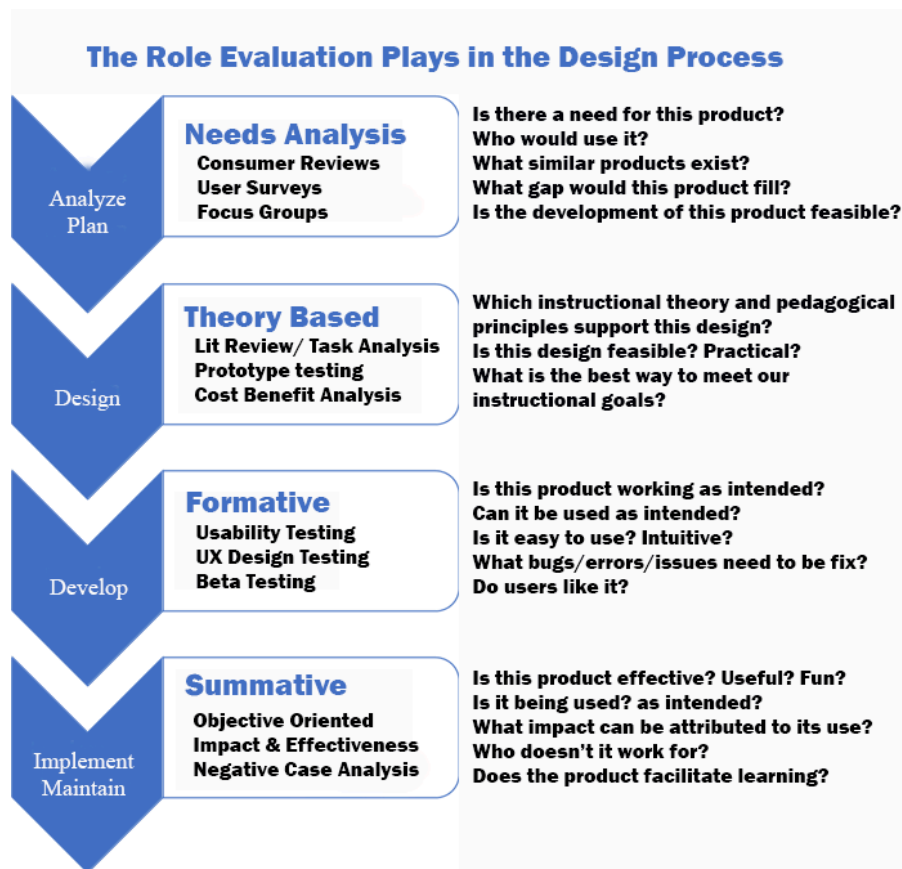 The Role Evaluation Plays in the Design Process
Analyze
Plan
Needs Analysis
Consumer Reviews
User Surveys
Focus Groups
Is there a need for this product?
Who would use it?
What similar products exist?
What gap would this product fill?
Is the development of this product feasible?
Design
Theory Based
Lit Review/ Task Analysis
Prototype testing
Cost Benefit Analysis
Which instructional theory and pedagogical
principles support this design?
Is this design feasible? Practical?
What is the best way to meet our
instructional goals?
Develop
Formative
Usability Testing
UX Design Testing
Beta Testing
Is this product working as intended?
Can it be used as intended?
Is it easy to use? Intuitive?
What bugs/errors/issues need to be fix?
Do users like it?
Implement
Maintain
Summative
Objective Oriented
Impact & Effectiveness
Negative Case Analysis
Is this product effective? Useful? Fun?
Is it being used? as intended?
What impact can be attributed to its use?
Who doesn't it work for?
Does the product facilitate learning?